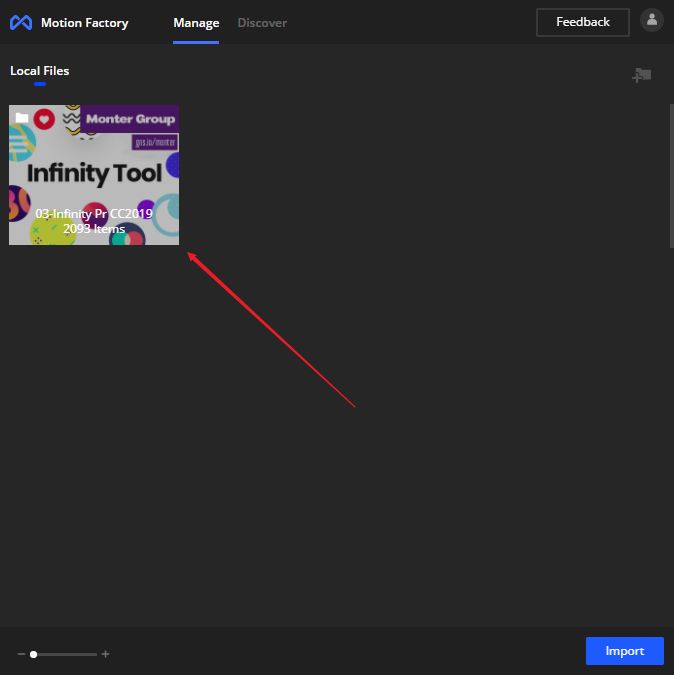 Motion Factory
Manage
Discover
Feedback
Local Files
Monter Group
gns.io/monter
Infinity Tool
03-Infinity Pr CC2019
2093 Items
Import